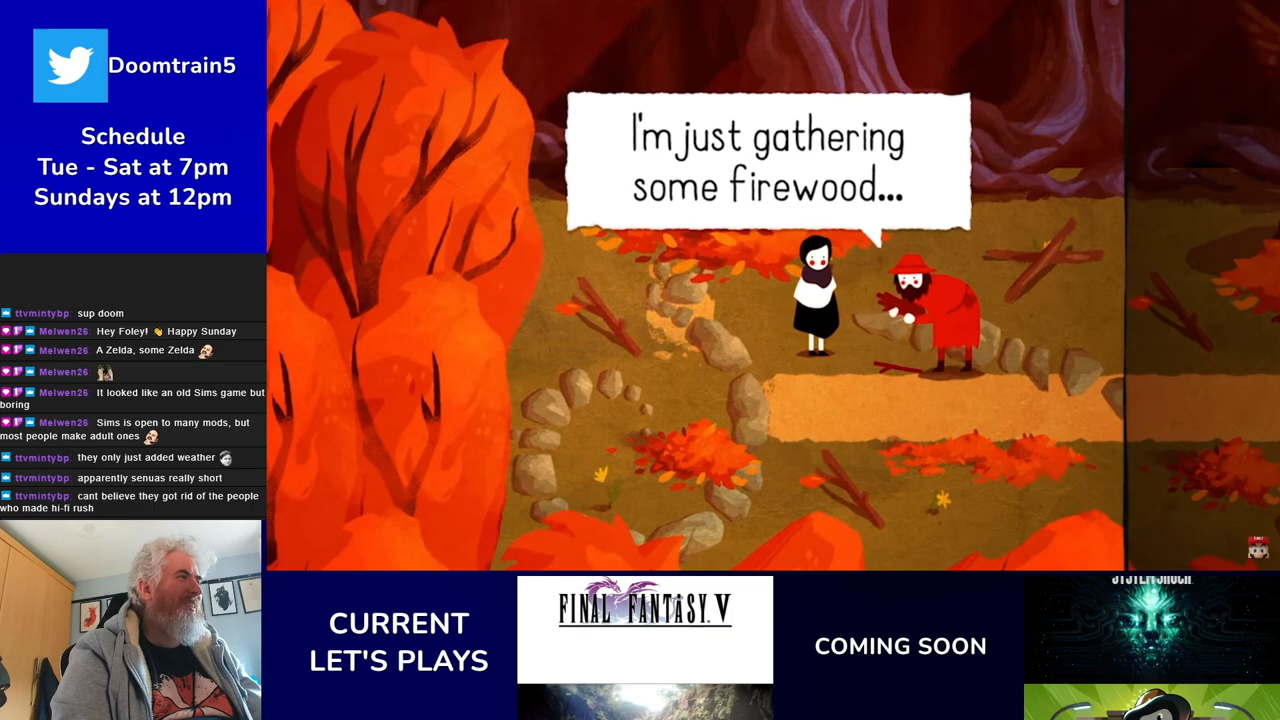 Doomtrain5
Schedule
Tue - Sat at 7pm
Sundays at 12pm
ttvmintybp: sup doom
Melwen26: Hey Foley! Happy Sunday
Melwen26: A Zelda, some Zelda
Melwen26:
Melwen26: It looked like an old Sims game but
boring
Melwen26: Sims is open to many mods, but
most people make adult ones
ttvmintybp: they only just added weather
ttvmintybp: apparently senuas really short
ttvmintybp: cant believe they got rid of the people
who made hi-fi rush
I'm just gathering
some firewood...
CURRENT
LET'S PLAYS
FINAL FANTASY V
COMING SOON
SYSTEM SHOCK